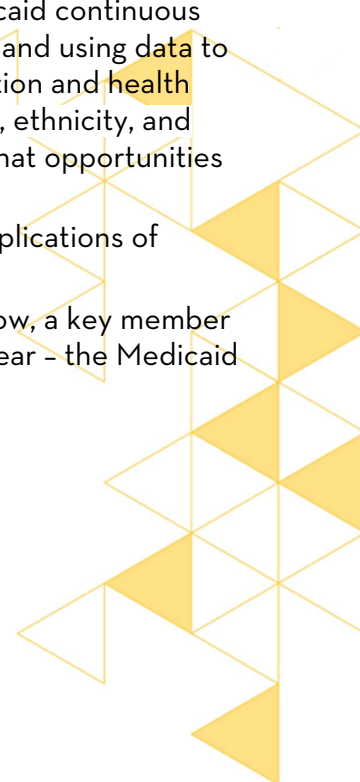 caid continuous
and using data to
tion and health
, ethnicity, and
hat opportunities
plications of
ow, a key member
ear – the Medicaid